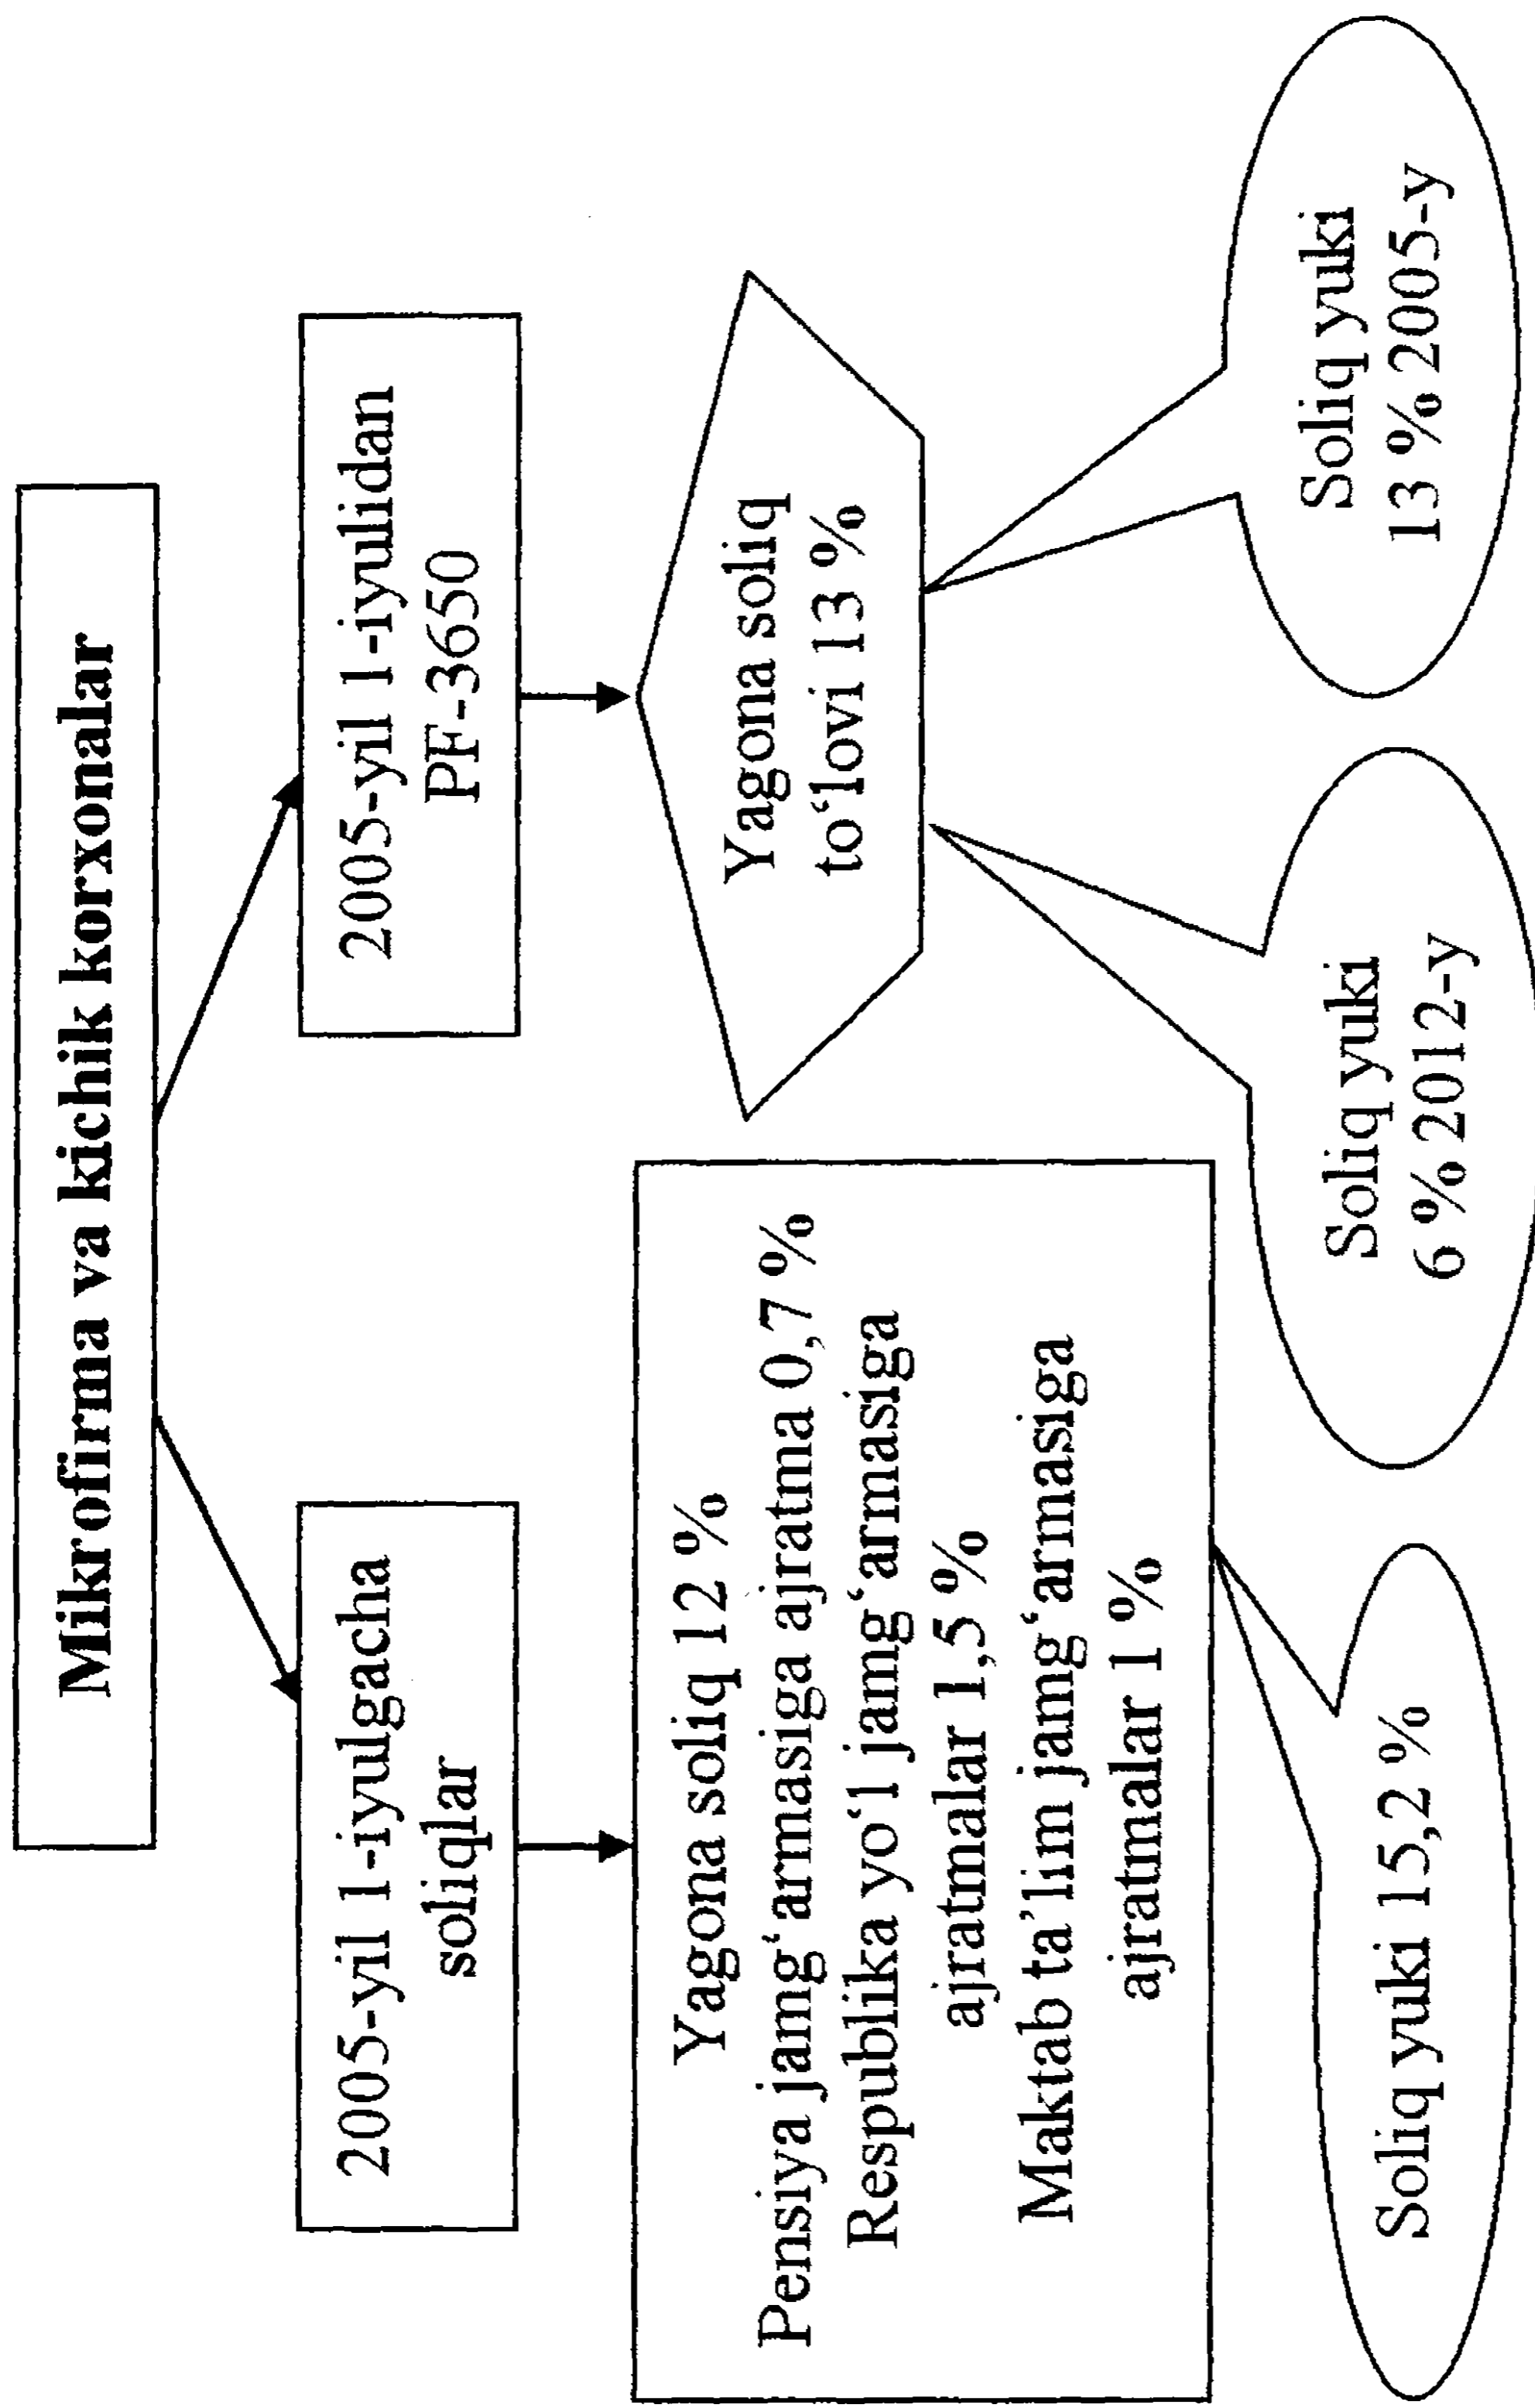 Mikrofirma va kichik korxonalar
2005-yil 1-iyulgacha
soliqlar
2005-yil 1-iyulidan
PF-3650
Yagona soliq 12 %
Pensiya jamg‘armasiga ajratma 0,7 %
Respublika yo‘l jamg‘armasiga
ajratmalar 1,5 %
Maktab ta’lim jamg‘armasiga
ajratmalar 1 %
Yagona soliq
to‘lovi 13 %
Soliq yuki 15,2 %
Soliq yuki
6 % 2012-y
Soliq yuki
13 % 2005-y